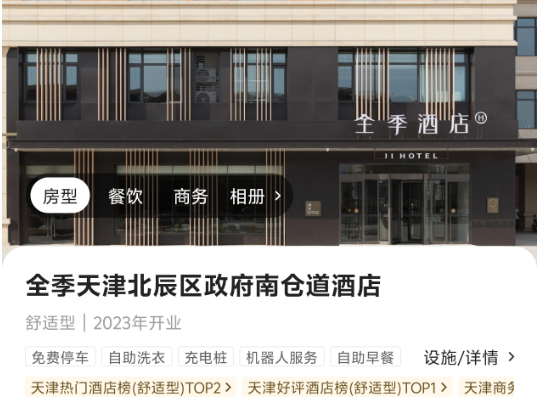 全季酒店
JI HOTEL
房型 餐饮 商务 相册 >
全季天津北辰区政府南仓道酒店
舒适型 | 2023年开业
免费停车 自助洗衣 充电桩 机器人服务 自助早餐 设施/详情 >
天津热门酒店榜(舒适型)TOP2 > 天津好评酒店榜(舒适型)TOP1 > 天津商务